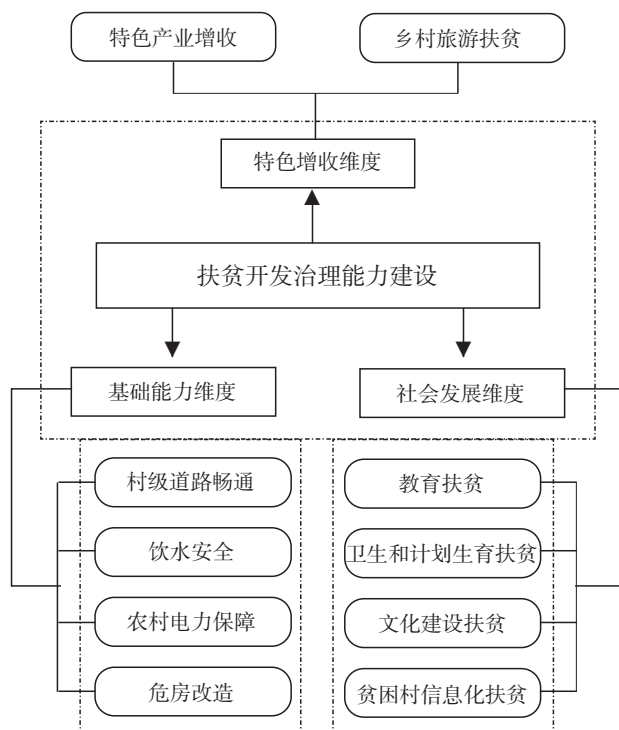 特色产业增收
乡村旅游扶贫
特色增收维度
扶贫开发治理能力建设
基础能力维度
社会发展维度
村级道路畅通
饮水安全
农村电力保障
危房改造
教育扶贫
卫生和计划生育扶贫
文化建设扶贫
贫困村信息化扶贫